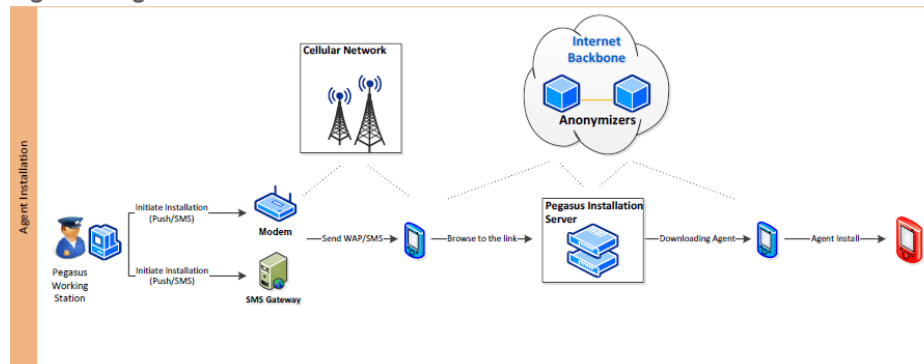 Agent Installation
Cellular Network
Internet
Backbone
Anonymizers
Initiate Installation
(Push/SMS)
Modem
Pegasus Installation
Server
Send WAP/SMS
Browse to the link
Downloading Agent
Agent Install
Pegasus
Working
Station
Initiate Installation
(Push/SMS)
SMS Gateway